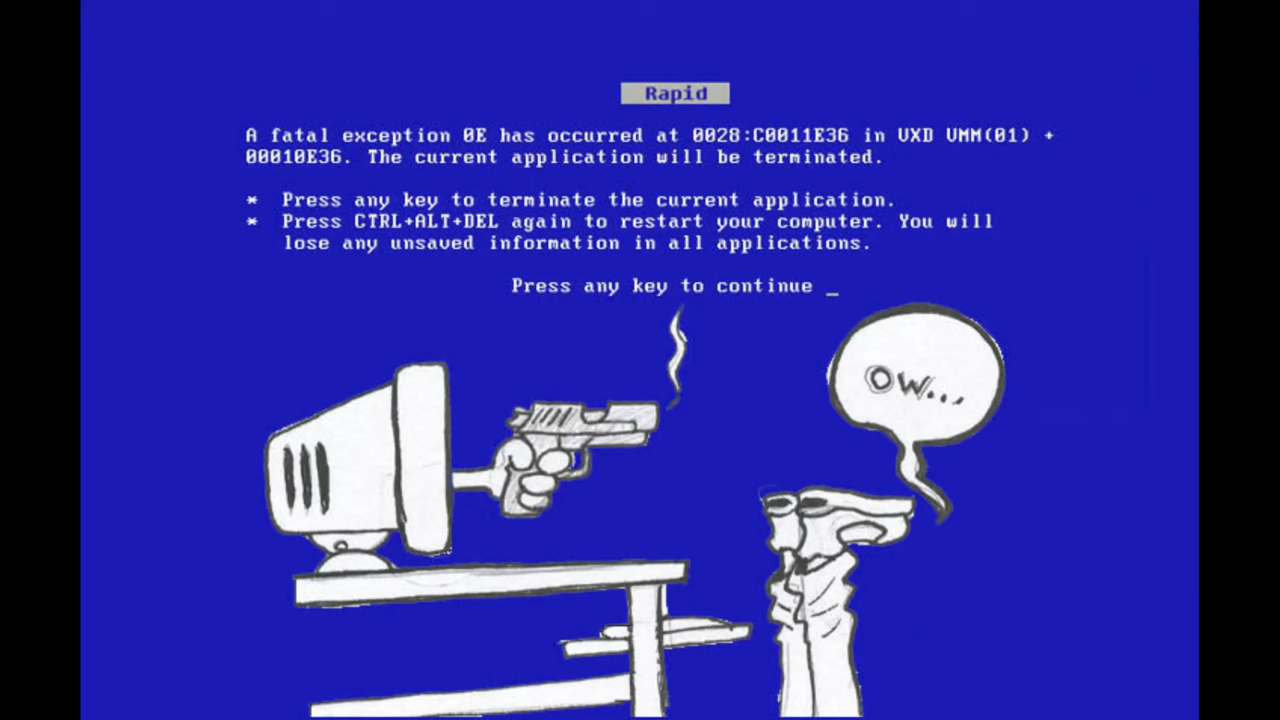 Rapid
A fatal exception 0E has occurred at 0028:C0011E36 in VXD VMM(01) +
00010E36. The current application will be terminated.
* Press any key to terminate the current application.
* Press CTRL+ALT+DEL again to restart your computer. You will
lose any unsaved information in all applications.
Press any key to continue _
OW...